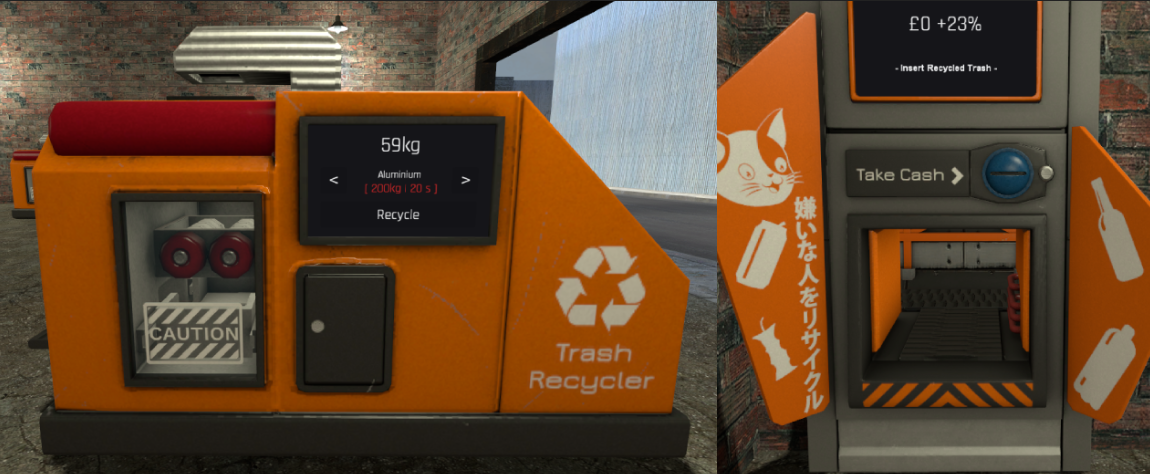 59kg
<
Aluminium
[ 200kg | 20 s ]
>
Recycle
CAUTION
Trash
Recycler
£0 +23%
- Insert Recycled Trash -
Take Cash >
嫌いな人をリサイクル